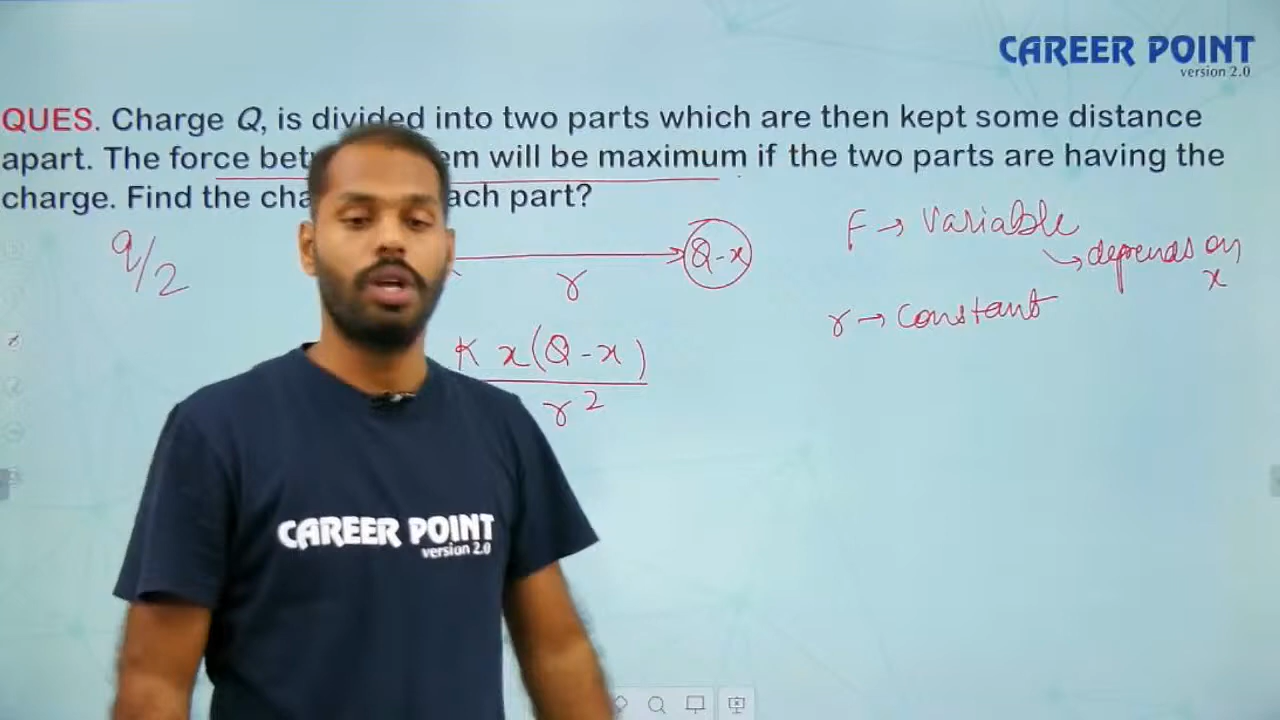 CAREER POINT
version 2.0
QUES. Charge Q, is divided into two parts which are then kept some distance
apart. The force bet em will be maximum if the two parts are having the
charge. Find the cha ach part?
q/2
Q-x
r
F → Variable
→ depends on
x
r → Constant
K x(Q-x)
r²
CAREER POINT
version 2.0